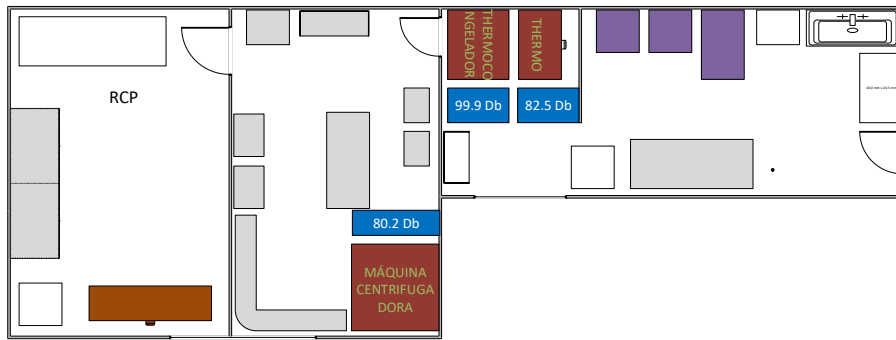 THERMOCO
NGELADOR
THERMO
RCP
99.9 Db
82.5 Db
80.2 Db
MÁQUINA
CENTRIFUGA
DORA